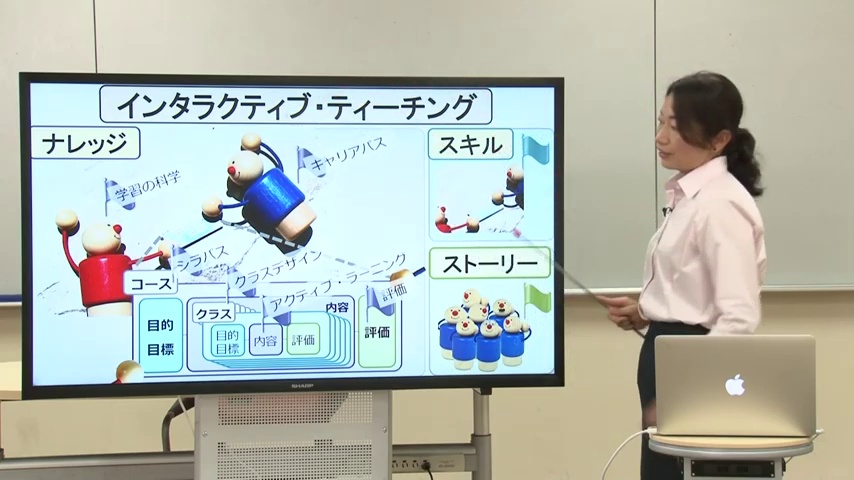 インタラクティブ・ティーチング
ナレッジ
スキル
キャリアパス
学習の科学
シラバス
クラスデザイン
アクティブ・ラーニング
評価
ストーリー
コース
目的
目標
クラス
内容
目的
目標
内容
評価
評価
SHARP